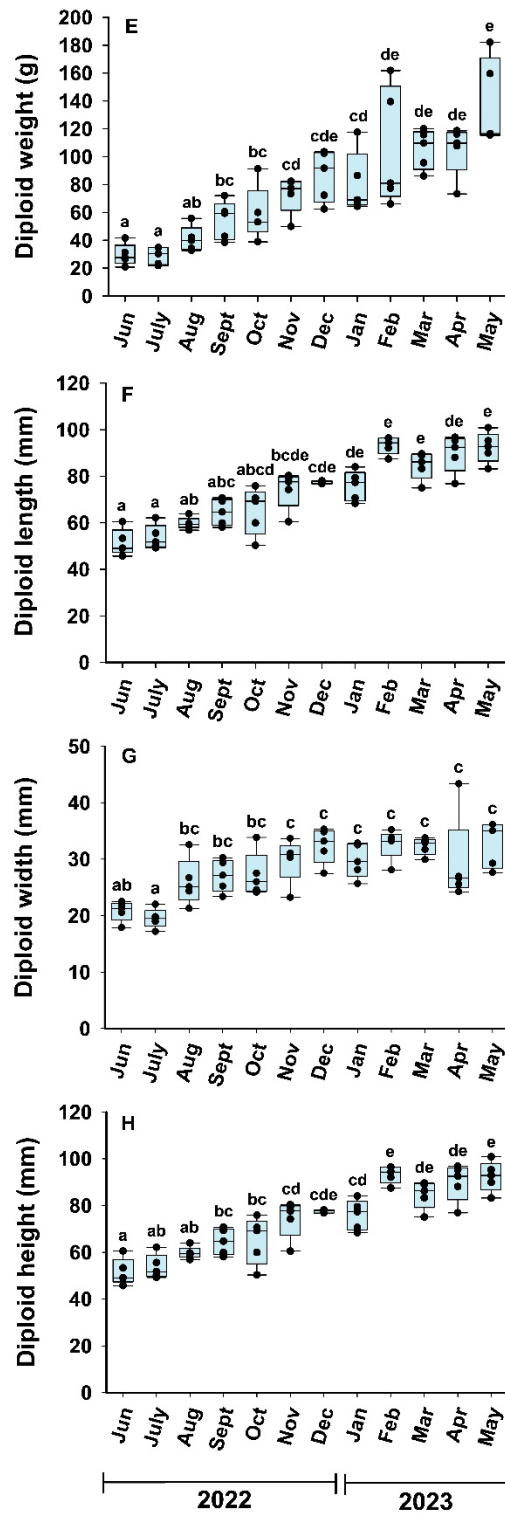 E
Diploid weight (g)
200
180
160
140
120
100
80
60
40
20
0
a a ab bc bc cd cde cd de de de e
Jun July Aug Sept Oct Nov Dec Jan Feb Mar Apr May
F
Diploid length (mm)
120
100
80
60
40
20
0
a a ab abc abcd bcde cde de e e de e
Jun July Aug Sept Oct Nov Dec Jan Feb Mar Apr May
G
Diploid width (mm)
50
40
30
20
10
0
ab a bc bc bc c c c c c c c
Jun July Aug Sept Oct Nov Dec Jan Feb Mar Apr May
H
Diploid height (mm)
120
100
80
60
40
20
0
a ab ab bc bc cd cde cd e de de e
Jun July Aug Sept Oct Nov Dec Jan Feb Mar Apr May
2022 2023